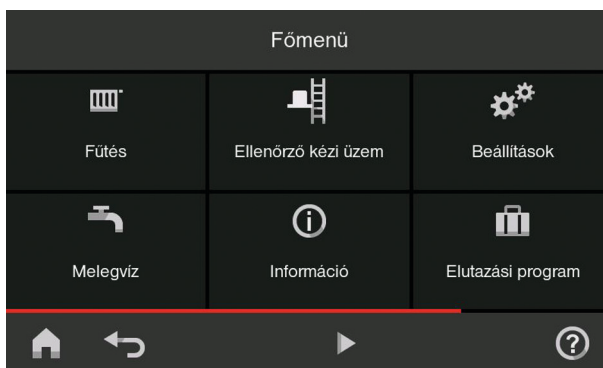 Főmenü
Fűtés
Ellenőrző kézi üzem
Beállítások
Melegvíz
Információ
Elutazási program